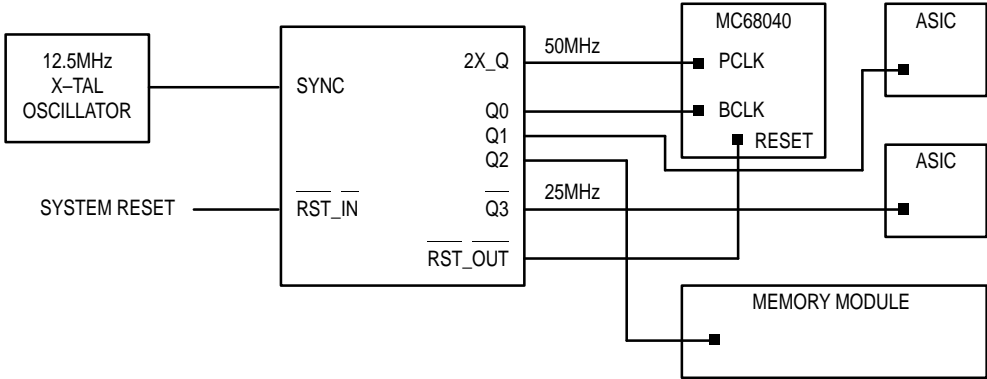 12.5MHz
X–TAL
OSCILLATOR
SYSTEM RESET
SYNC
RST_IN
2X_Q
Q0
Q1
Q2
Q3
RST_OUT
50MHz
25MHz
MC68040
PCLK
BCLK
RESET
ASIC
ASIC
MEMORY MODULE